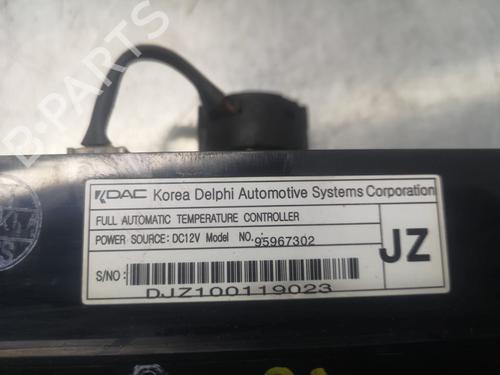 KDAC Korea Delphi Automotive Systems Corporation
FULL AUTOMATIC TEMPERATURE CONTROLLER
POWER SOURCE: DC12V Model NO. 95967302
JZ
S/NO:
DJZ100119023